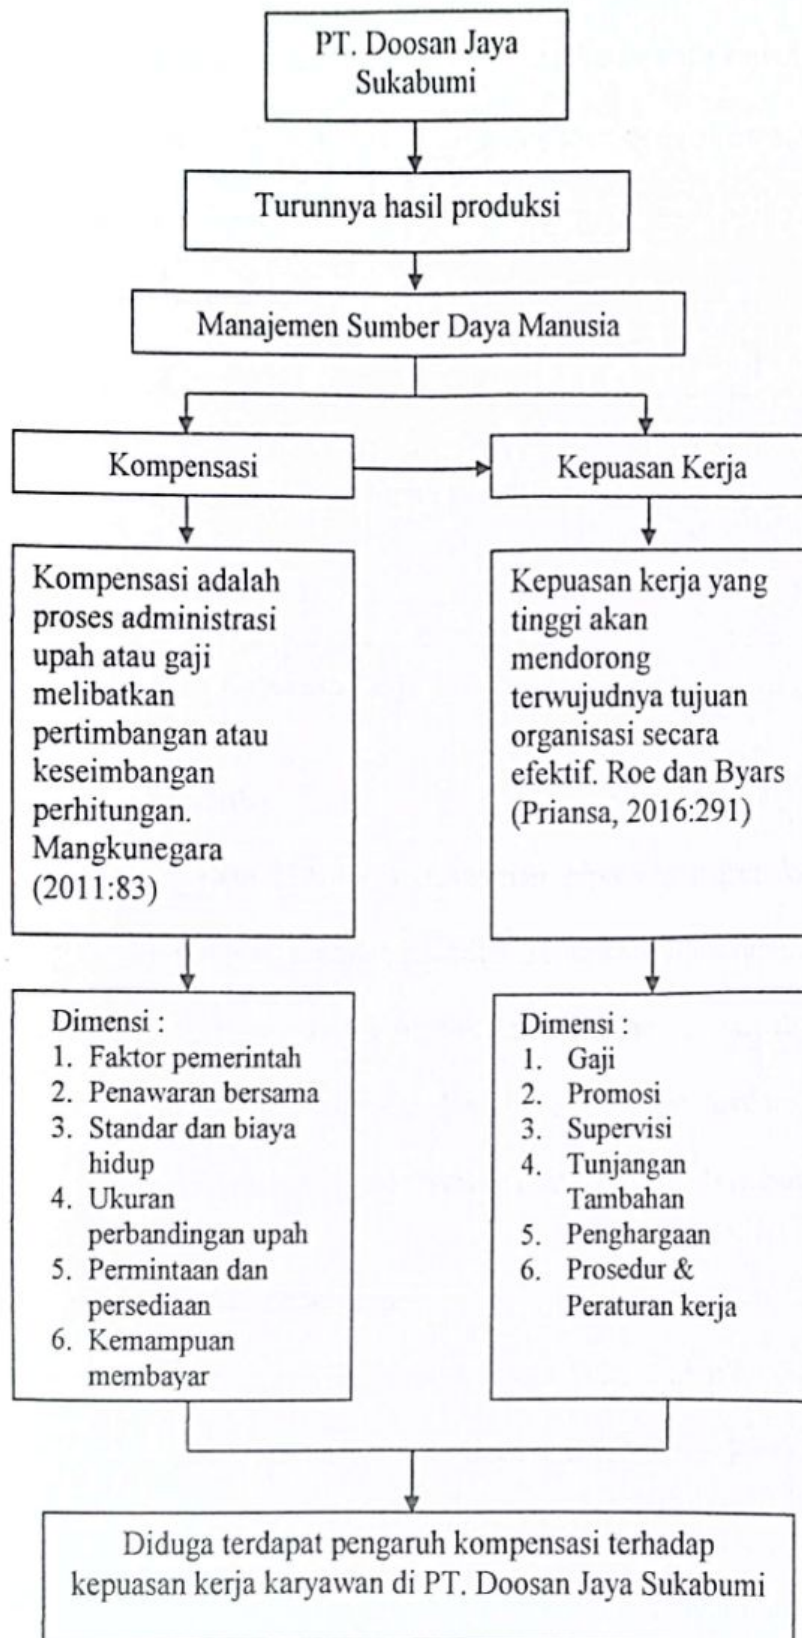 PT. Doosan Jaya
Sukabumi
Turunnya hasil produksi
Manajemen Sumber Daya Manusia
Kompensasi
Kepuasan Kerja
Kompensasi adalah
proses administrasi
upah atau gaji
melibatkan
pertimbangan atau
keseimbangan
perhitungan.
Mangkunegara
(2011:83)
Kepuasan kerja yang
tinggi akan
mendorong
terwujudnya tujuan
organisasi secara
efektif. Roe dan Byars
(Priansa, 2016:291)
Dimensi :
1. Faktor pemerintah
2. Penawaran bersama
3. Standar dan biaya
hidup
4. Ukuran
perbandingan upah
5. Permintaan dan
persediaan
6. Kemampuan
membayar
Dimensi :
1. Gaji
2. Promosi
3. Supervisi
4. Tunjangan
Tambahan
5. Penghargaan
6. Prosedur &
Peraturan kerja
Diduga terdapat pengaruh kompensasi terhadap
kepuasan kerja karyawan di PT. Doosan Jaya Sukabumi